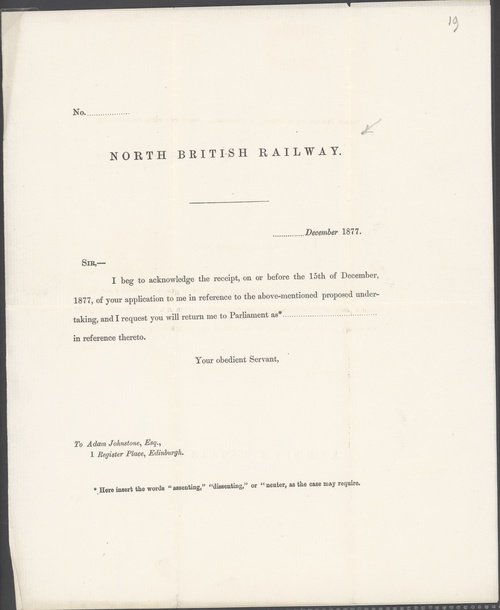 19
No...................
NORTH BRITISH RAILWAY.
.............December 1877.
SIR,—
I beg to acknowledge the receipt, on or before the 15th of December,
1877, of your application to me in reference to the above-mentioned proposed under-
taking, and I request you will return me to Parliament as*...................................
in reference thereto.
Your obedient Servant,
To Adam Johnstone, Esq.,
1 Register Place, Edinburgh.
* Here insert the words "assenting," "dissenting," or "neuter, as the case may require.